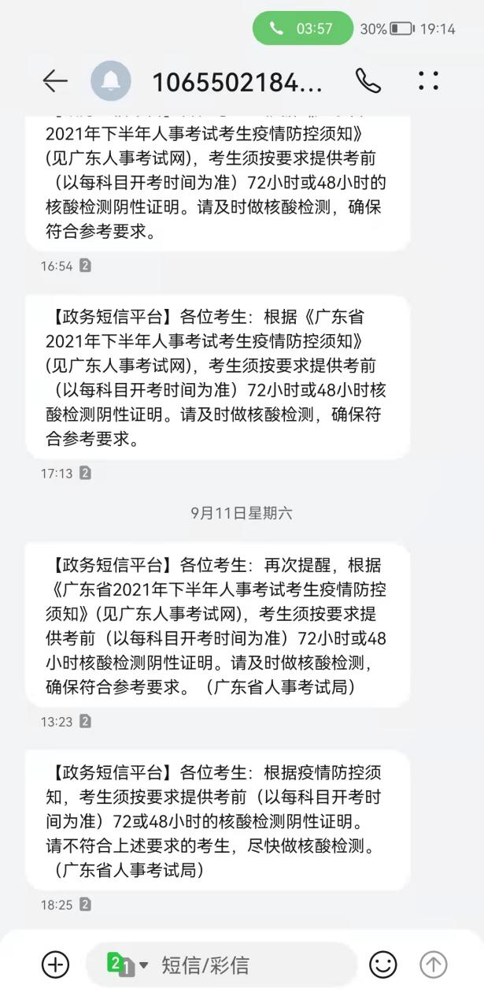 03:57 30% 19:14
1065502184...
2021年下半年人事考试考生疫情防控须知》
(见广东人事考试网)，考生须按要求提供考前
（以每科目开考时间为准）72小时或48小时的
核酸检测阴性证明。请及时做核酸检测，确保
符合参考要求。
16:54 2
【政务短信平台】各位考生：根据《广东省
2021年下半年人事考试考生疫情防控须知》
(见广东人事考试网)，考生须按要求提供考前
（以每科目开考时间为准）72小时或48小时核
酸检测阴性证明。请及时做核酸检测，确保符
合参考要求。
17:13 2
9月11日星期六
【政务短信平台】各位考生：再次提醒，根据
《广东省2021年下半年人事考试考生疫情防控
须知》(见广东人事考试网)，考生须按要求提
供考前（以每科目开考时间为准）72小时或48
小时核酸检测阴性证明。请及时做核酸检测，
确保符合参考要求。（广东省人事考试局）
13:23 2
【政务短信平台】各位考生：根据疫情防控须
知，考生须按要求提供考前（以每科目开考时
间为准）72或48小时的核酸检测阴性证明。
请不符合上述要求的考生，尽快做核酸检测。
（广东省人事考试局）
18:25 2
2 1 短信/彩信